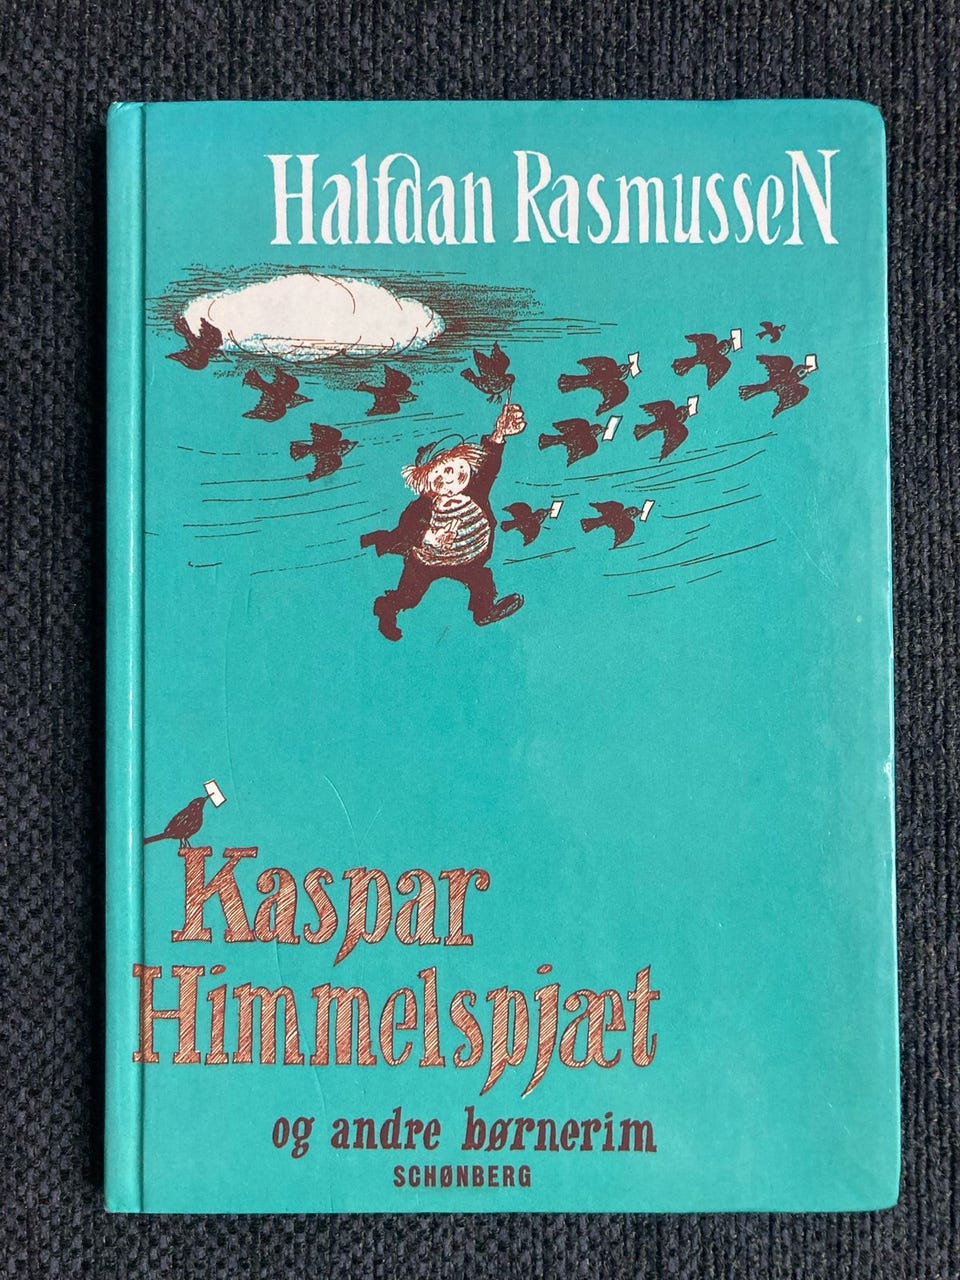 Halfdan Rasmussen
Kaspar
Himmelspjæt
og andre børnerim
SCHØNBERG